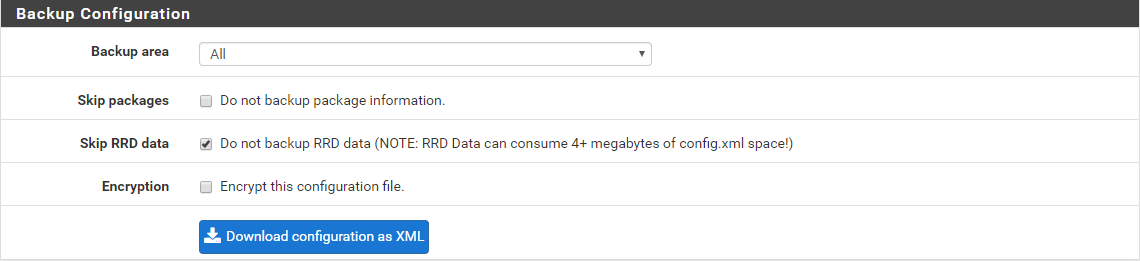 Backup Configuration
Backup area All
Skip packages Do not backup package information.
Skip RRD data Do not backup RRD data (NOTE: RRD Data can consume 4+ megabytes of config.xml space!)
Encryption Encrypt this configuration file.
Download configuration as XML